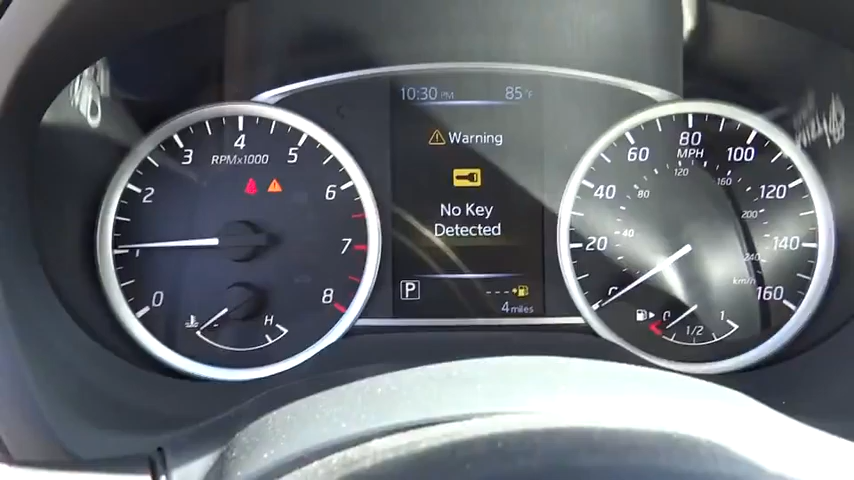 10:30 PM 85°F
Warning
No Key
Detected
P
---
4 miles
RPMx1000
0
1
2
3
4
5
6
7
8
H
MPH
0
20
40
60
80
100
120
140
160
40
80
120
160
200
240
km/h
0 1/2 1